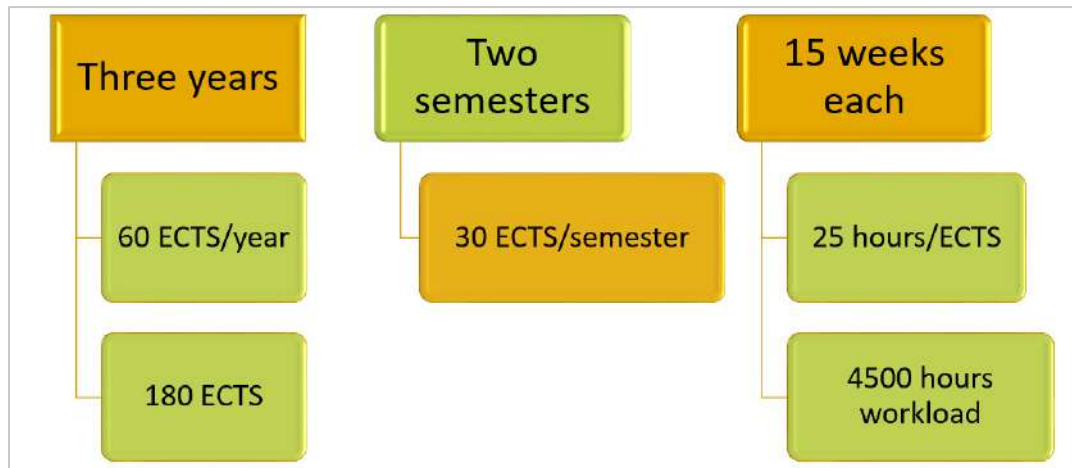 Three years
60 ECTS/year
180 ECTS
Two
semesters
30 ECTS/semester
15 weeks
each
25 hours/ECTS
4500 hours
workload